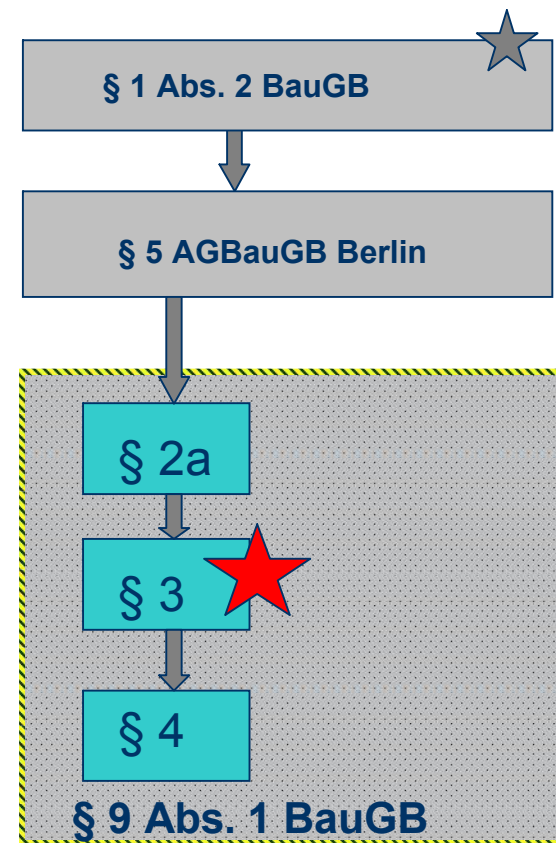 § 1 Abs. 2 BauGB
§ 5 AGBauGB Berlin
§ 2a
§ 3
§ 4
§ 9 Abs. 1 BauGB